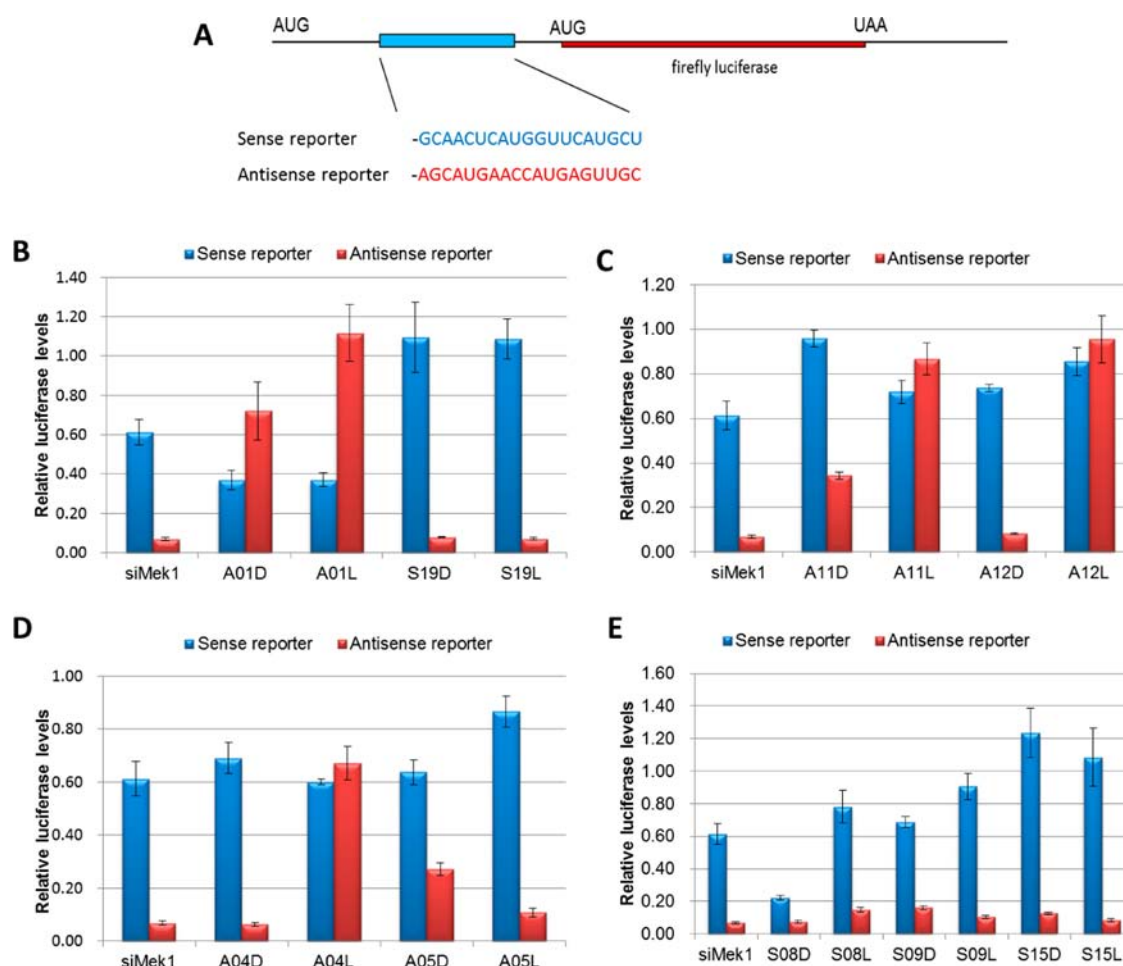 A
AUG AUG UAA
firefly luciferase
Sense reporter -GCAACUCAUGGUUCAUGCU
Antisense reporter -AGCAUGAACCAUGAGUUGC
B
Sense reporter Antisense reporter
Relative luciferase levels
1.40
1.20
1.00
0.80
0.60
0.40
0.20
0.00
siMek1 A01D A01L S19D S19L
C
Sense reporter Antisense reporter
Relative luciferase levels
1.20
1.00
0.80
0.60
0.40
0.20
0.00
siMek1 A11D A11L A12D A12L
D
Sense reporter Antisense reporter
Relative luciferase levels
1.00
0.80
0.60
0.40
0.20
0.00
siMek1 A04D A04L A05D A05L
E
Sense reporter Antisense reporter
Relative luciferase levels
1.60
1.40
1.20
1.00
0.80
0.60
0.40
0.20
0.00
siMek1 S08D S08L S09D S09L S15D S15L